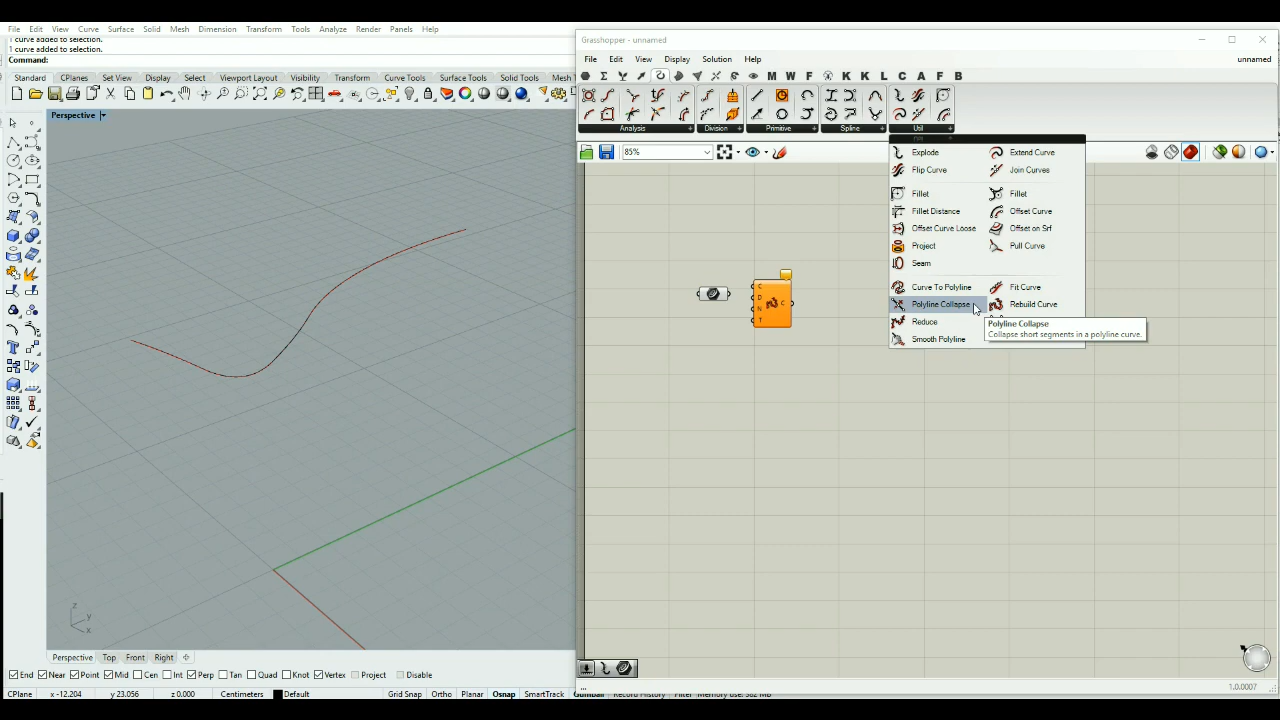 File Edit View Curve Surface Solid Mesh Dimension Transform Tools Analyze Render Panels Help
1 curve added to selection.
1 curve added to selection.
Command:
Standard CPlanes Set View Display Select Viewport Layout Visibility Transform Curve Tools Surface Tools Solid Tools Mesh
Perspective
z
y
x
Perspective Top Front Right
End Near Point Mid Cen Int Perp Tan Quad Knot Vertex Project Disable
CPlane x -12.204 y 23.056 z 0.000 Centimeters Default Grid Snap Ortho Planar Osnap SmartTrack Gumball Record History Filter Memory use: 582 MB
Grasshopper - unnamed
File Edit View Display Solution Help
unnamed
M W F K K L C A F B
Analysis Division Primitive Spline Util
85%
Explode Extend Curve
Flip Curve Join Curves
Fillet Fillet
Fillet Distance Offset Curve
Offset Curve Loose Offset on Srf
Project Pull Curve
Seam
Curve To Polyline Fit Curve
Polyline Collapse Rebuild Curve
Reduce
Smooth Polyline
Polyline Collapse
Collapse short segments in a polyline curve.
C
D
N
T
C
...
1.0.0007